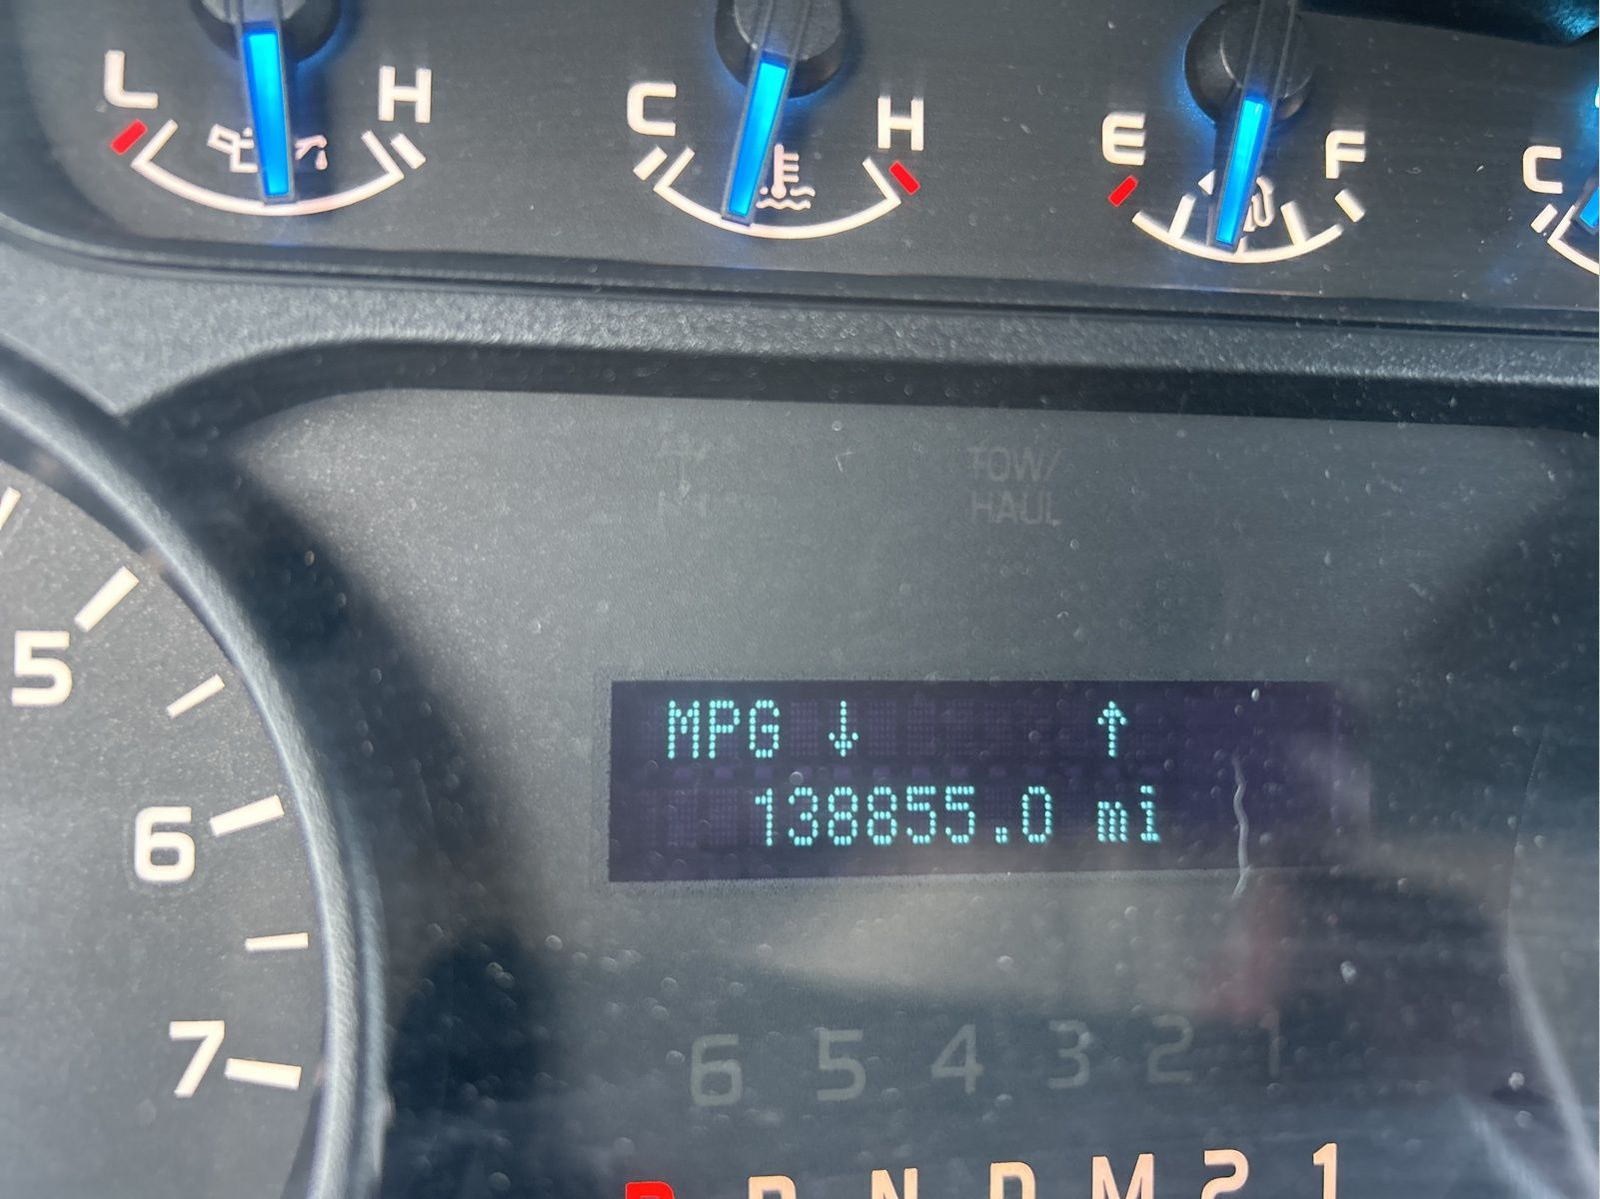 L H
C H
E F
C
TOW/
HAUL
5
MPG ↓ ↑
138855.0 mi
6
7
6 5 4 3 2 1
P R N D M 2 1